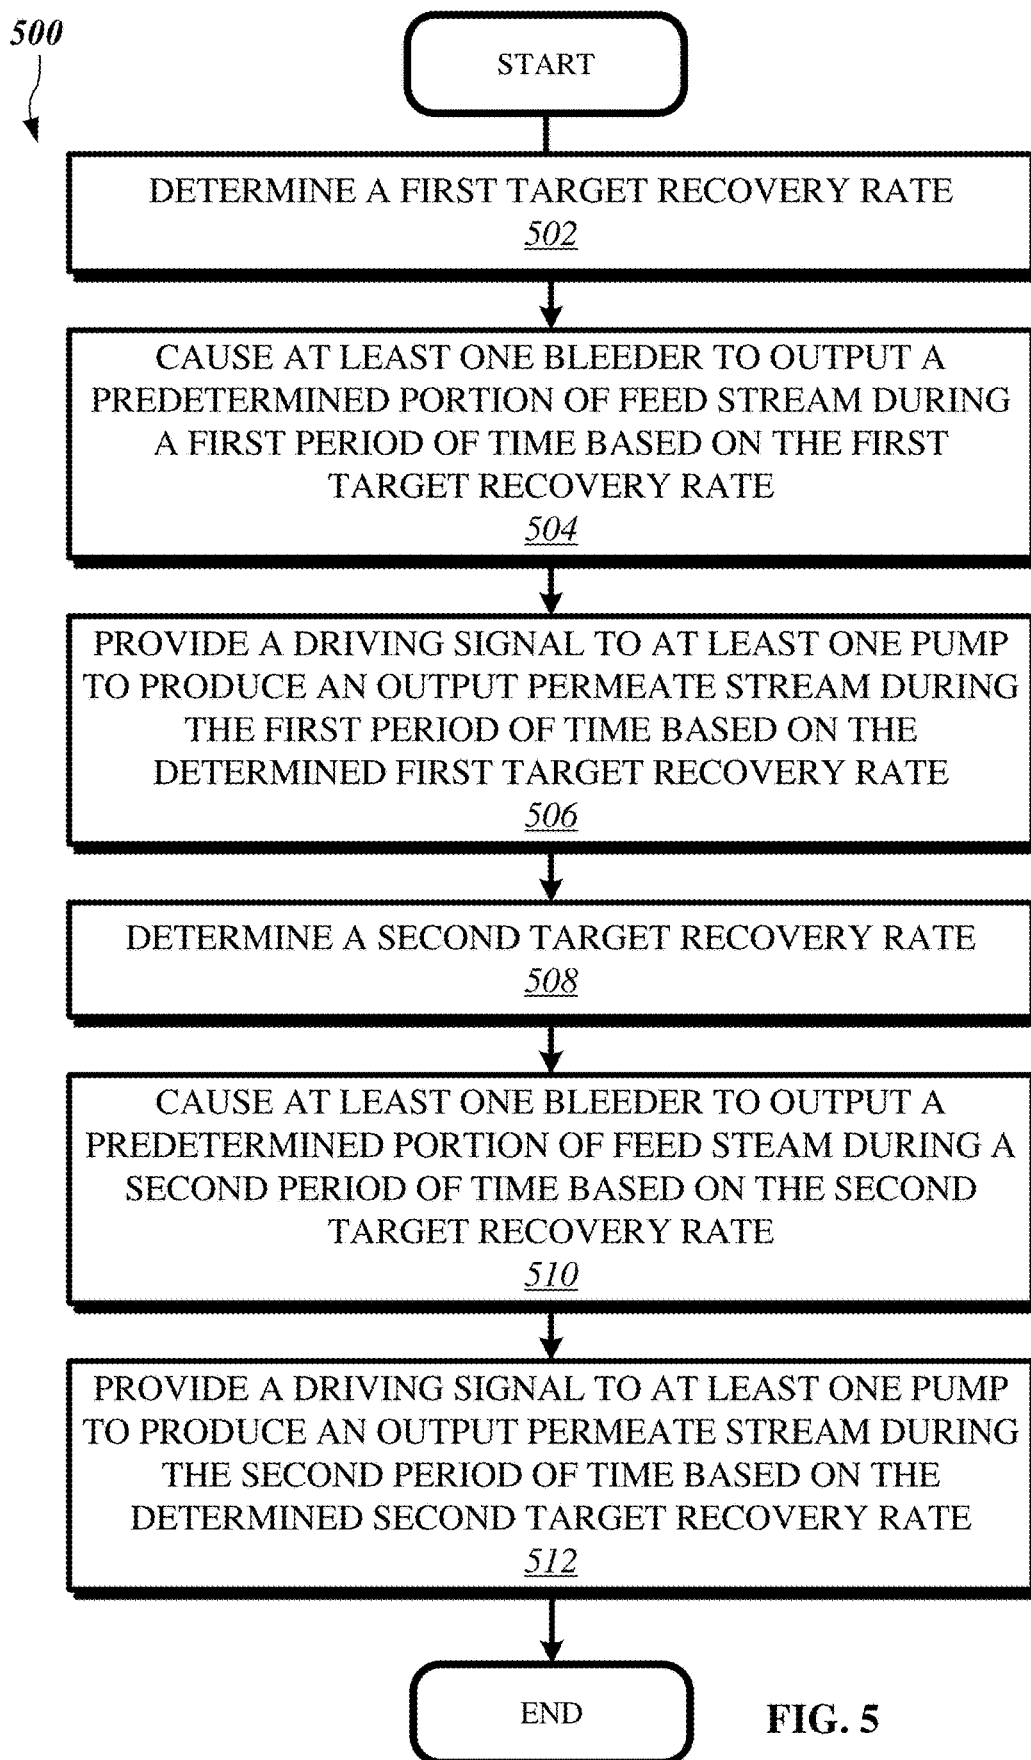 500
START
DETERMINE A FIRST TARGET RECOVERY RATE
502
CAUSE AT LEAST ONE BLEEDER TO OUTPUT A
PREDETERMINED PORTION OF FEED STREAM DURING
A FIRST PERIOD OF TIME BASED ON THE FIRST
TARGET RECOVERY RATE
504
PROVIDE A DRIVING SIGNAL TO AT LEAST ONE PUMP
TO PRODUCE AN OUTPUT PERMEATE STREAM DURING
THE FIRST PERIOD OF TIME BASED ON THE
DETERMINED FIRST TARGET RECOVERY RATE
506
DETERMINE A SECOND TARGET RECOVERY RATE
508
CAUSE AT LEAST ONE BLEEDER TO OUTPUT A
PREDETERMINED PORTION OF FEED STEAM DURING A
SECOND PERIOD OF TIME BASED ON THE SECOND
TARGET RECOVERY RATE
510
PROVIDE A DRIVING SIGNAL TO AT LEAST ONE PUMP
TO PRODUCE AN OUTPUT PERMEATE STREAM DURING
THE SECOND PERIOD OF TIME BASED ON THE
DETERMINED SECOND TARGET RECOVERY RATE
512
END
FIG. 5